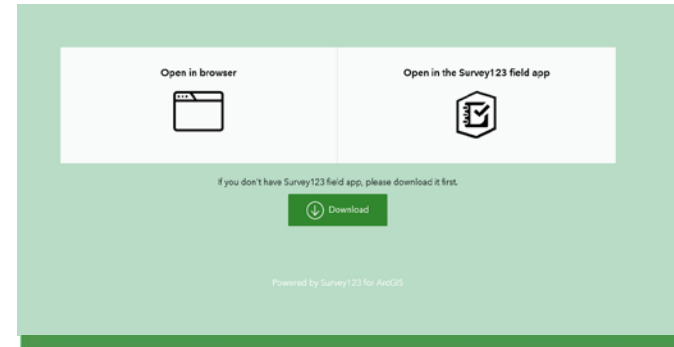 Open in browser
Open in the Survey123 field app
If you don't have Survey123 field app, please download it first.
Download
Powered by Survey123 for ArcGIS